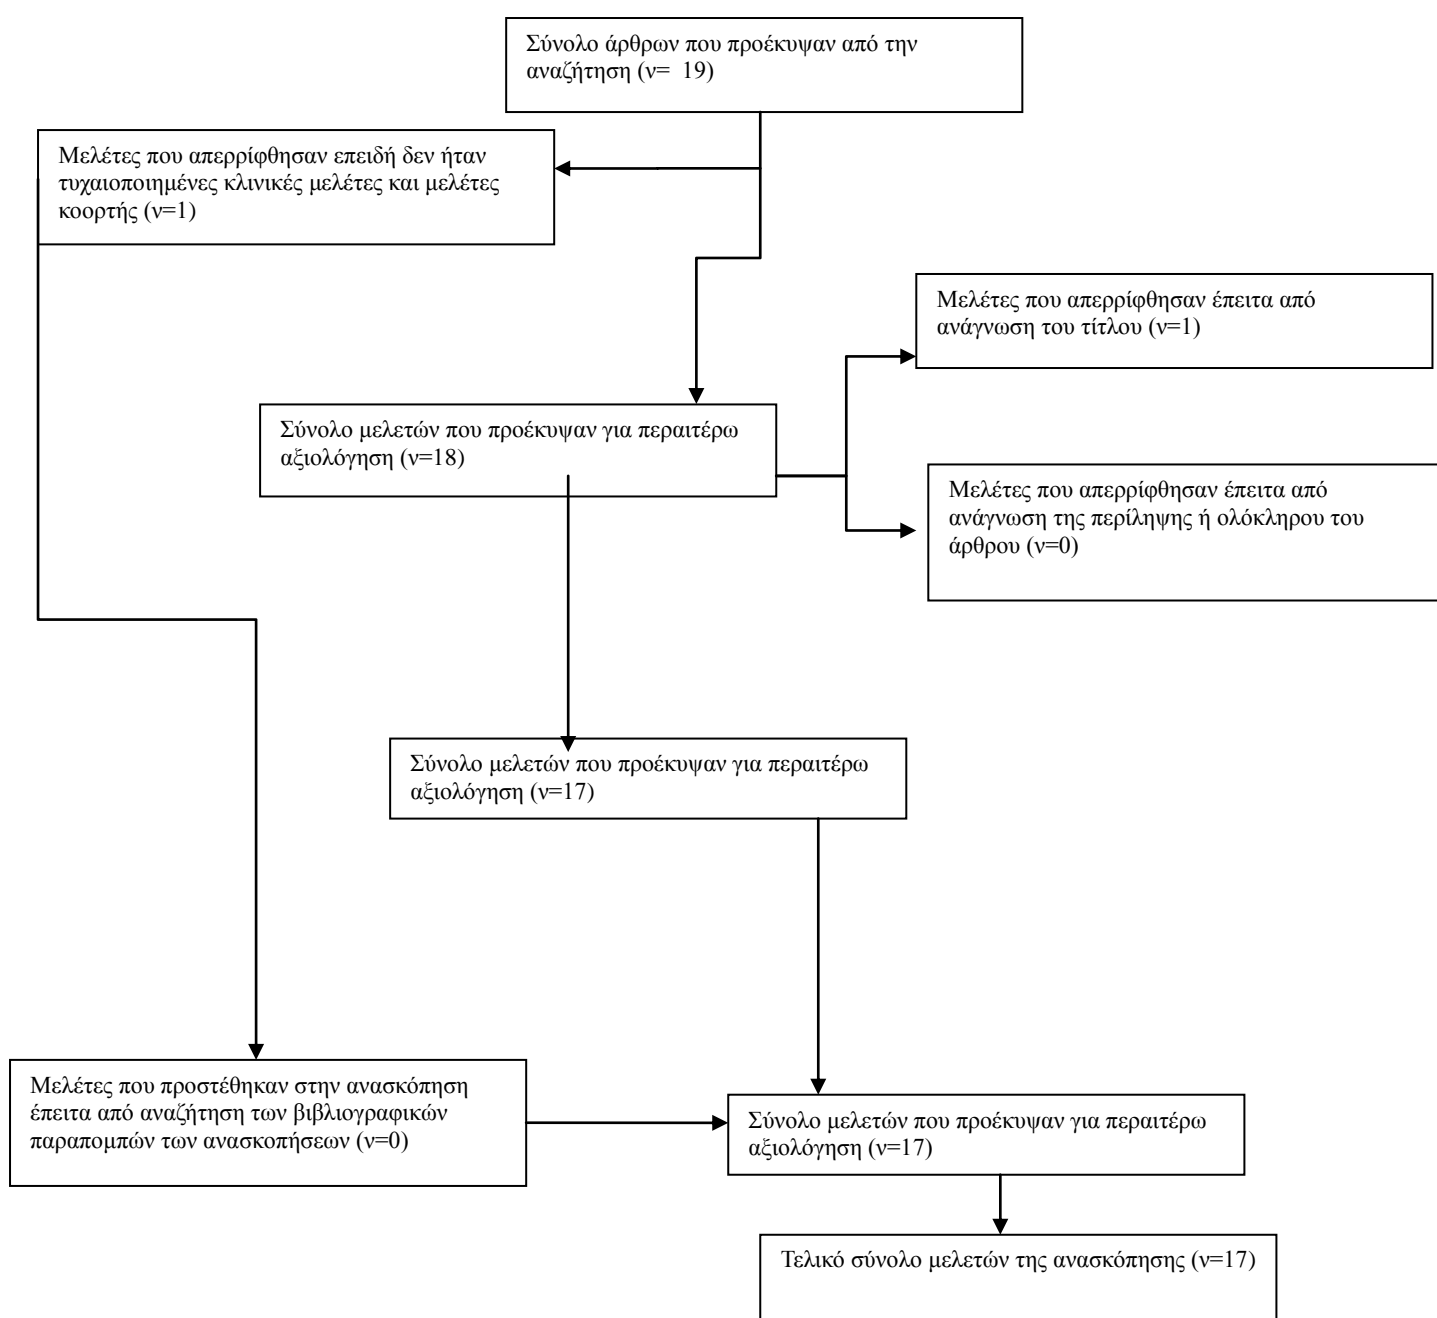 Σύνολο άρθρων που προέκυψαν από την
αναζήτηση (ν=  19)
Μελέτες που απερρίφθησαν επειδή δεν ήταν
τυχαιοποιημένες κλινικές μελέτες και μελέτες
κοορτής (ν=1)
Μελέτες που απερρίφθησαν έπειτα από
ανάγνωση του τίτλου (ν=1)
Σύνολο μελετών που προέκυψαν για περαιτέρω
αξιολόγηση (ν=18)
Μελέτες που απερρίφθησαν έπειτα από
ανάγνωση της περίληψης ή ολόκληρου του
άρθρου (ν=0)
Σύνολο μελετών που προέκυψαν για περαιτέρω
αξιολόγηση (ν=17)
Μελέτες που προστέθηκαν στην ανασκόπηση
έπειτα από αναζήτηση των βιβλιογραφικών
παραπομπών των ανασκοπήσεων (ν=0)
Σύνολο μελετών που προέκυψαν για περαιτέρω
αξιολόγηση (ν=17)
Τελικό σύνολο μελετών της ανασκόπησης (ν=17)